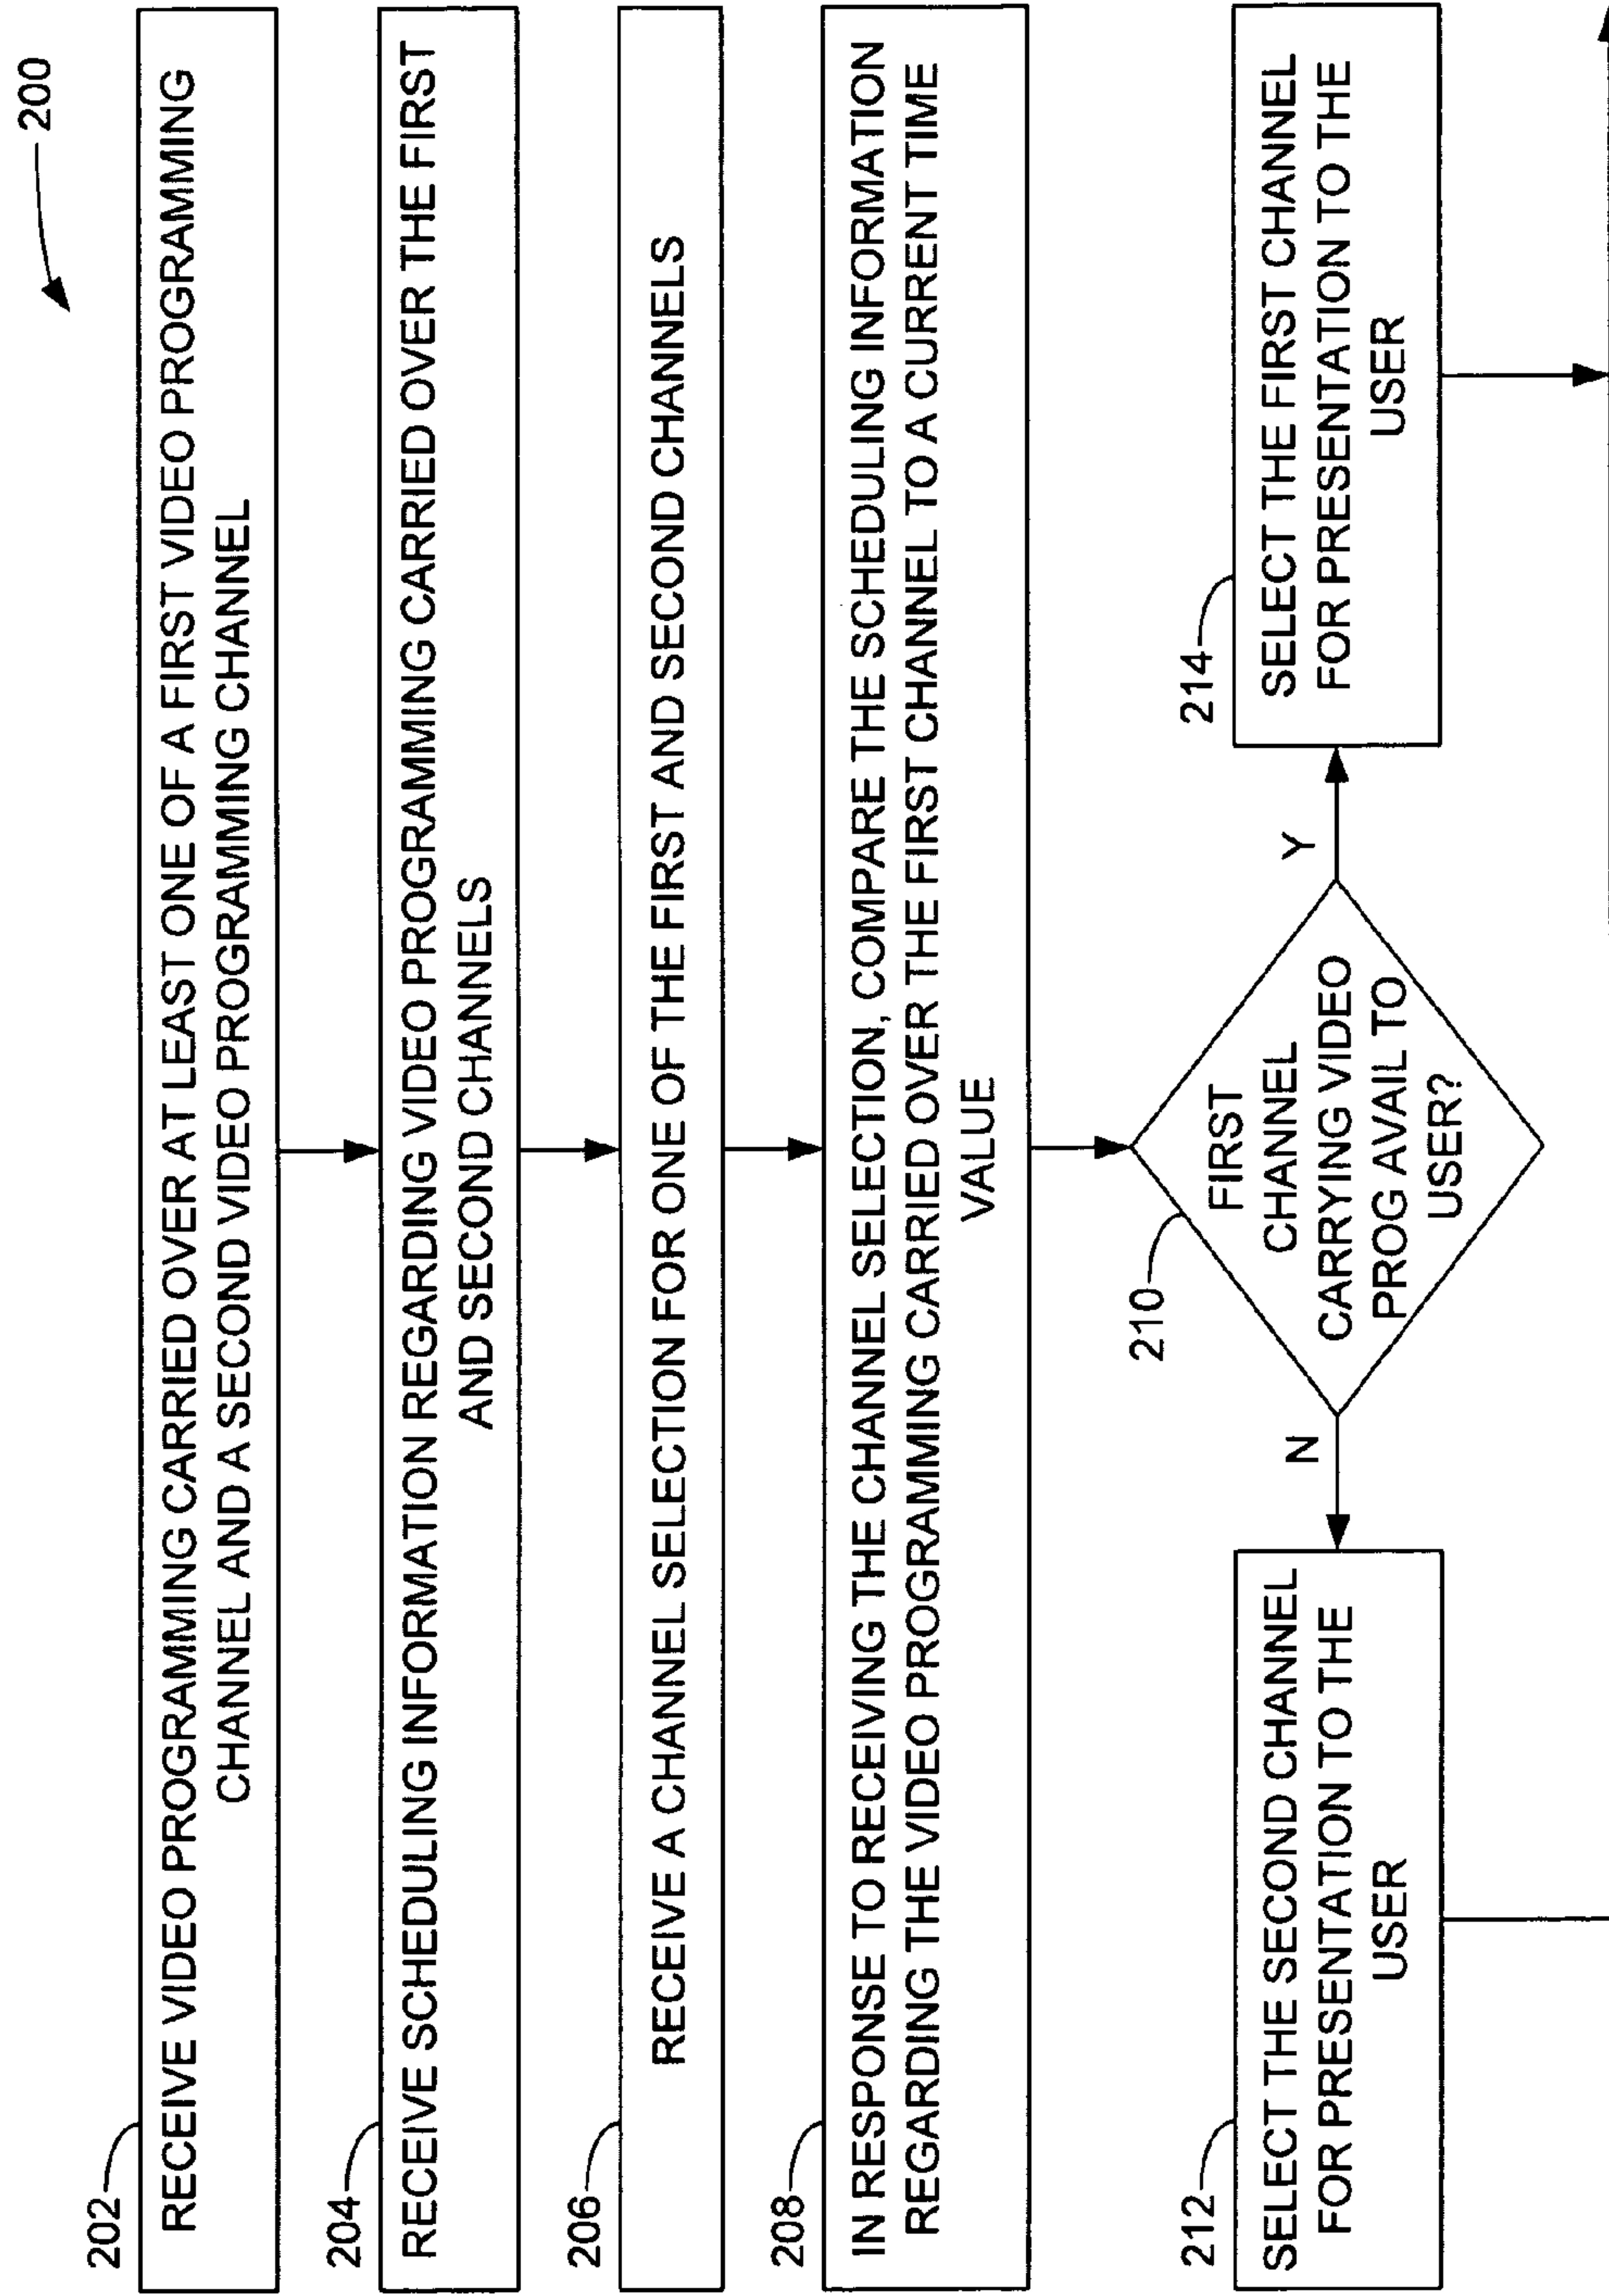 200
202
RECEIVE VIDEO PROGRAMMING CARRIED OVER AT LEAST ONE OF A FIRST VIDEO PROGRAMMING
CHANNEL AND A SECOND VIDEO PROGRAMMING CHANNEL
204
RECEIVE SCHEDULING INFORMATION REGARDING VIDEO PROGRAMMING CARRIED OVER THE FIRST
AND SECOND CHANNELS
206
RECEIVE A CHANNEL SELECTION FOR ONE OF THE FIRST AND SECOND CHANNELS
208
IN RESPONSE TO RECEIVING THE CHANNEL SELECTION, COMPARE THE SCHEDULING INFORMATION
REGARDING THE VIDEO PROGRAMMING CARRIED OVER THE FIRST CHANNEL TO A CURRENT TIME
VALUE
210
FIRST
CHANNEL
CARRYING VIDEO
PROG AVAIL TO
USER?
N
Y
212
SELECT THE SECOND CHANNEL
FOR PRESENTATION TO THE
USER
214
SELECT THE FIRST CHANNEL
FOR PRESENTATION TO THE
USER